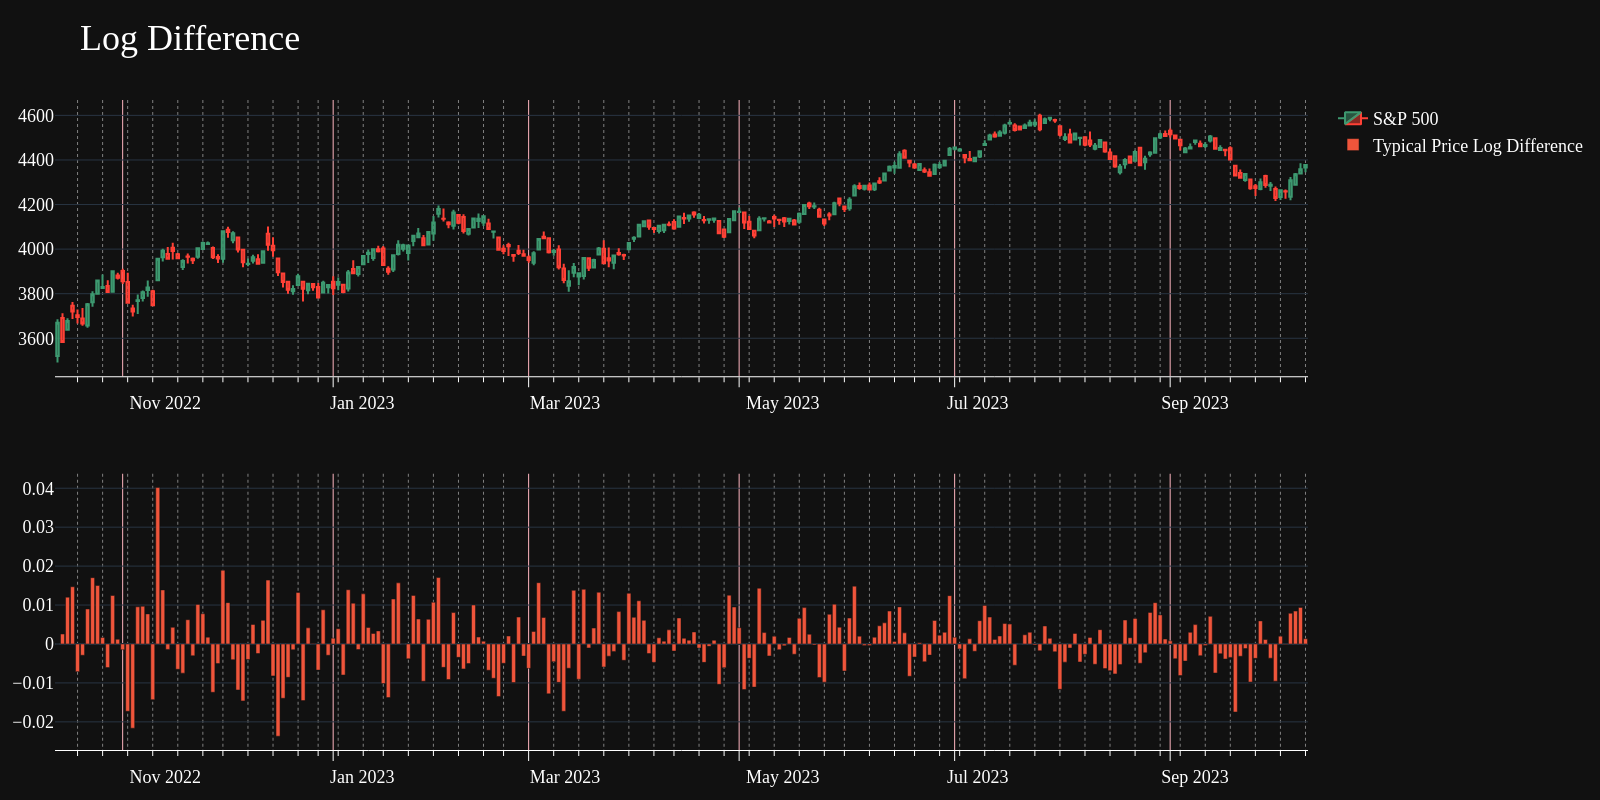 Log Difference
4600
4400
4200
4000
3800
3600
Nov 2022 Jan 2023 Mar 2023 May 2023 Jul 2023 Sep 2023
S&P 500
Typical Price Log Difference
0.04
0.03
0.02
0.01
0
−0.01
−0.02
Nov 2022 Jan 2023 Mar 2023 May 2023 Jul 2023 Sep 2023